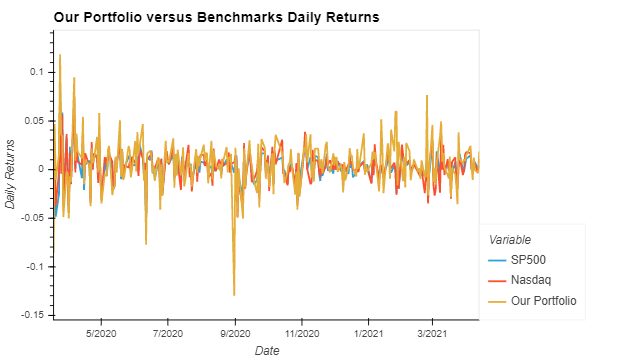 Our Portfolio versus Benchmarks Daily Returns
0.1
0.05
0
-0.05
-0.1
-0.15
Daily Returns
5/2020
7/2020
9/2020
11/2020
1/2021
3/2021
Date
Variable
SP500
Nasdaq
Our Portfolio